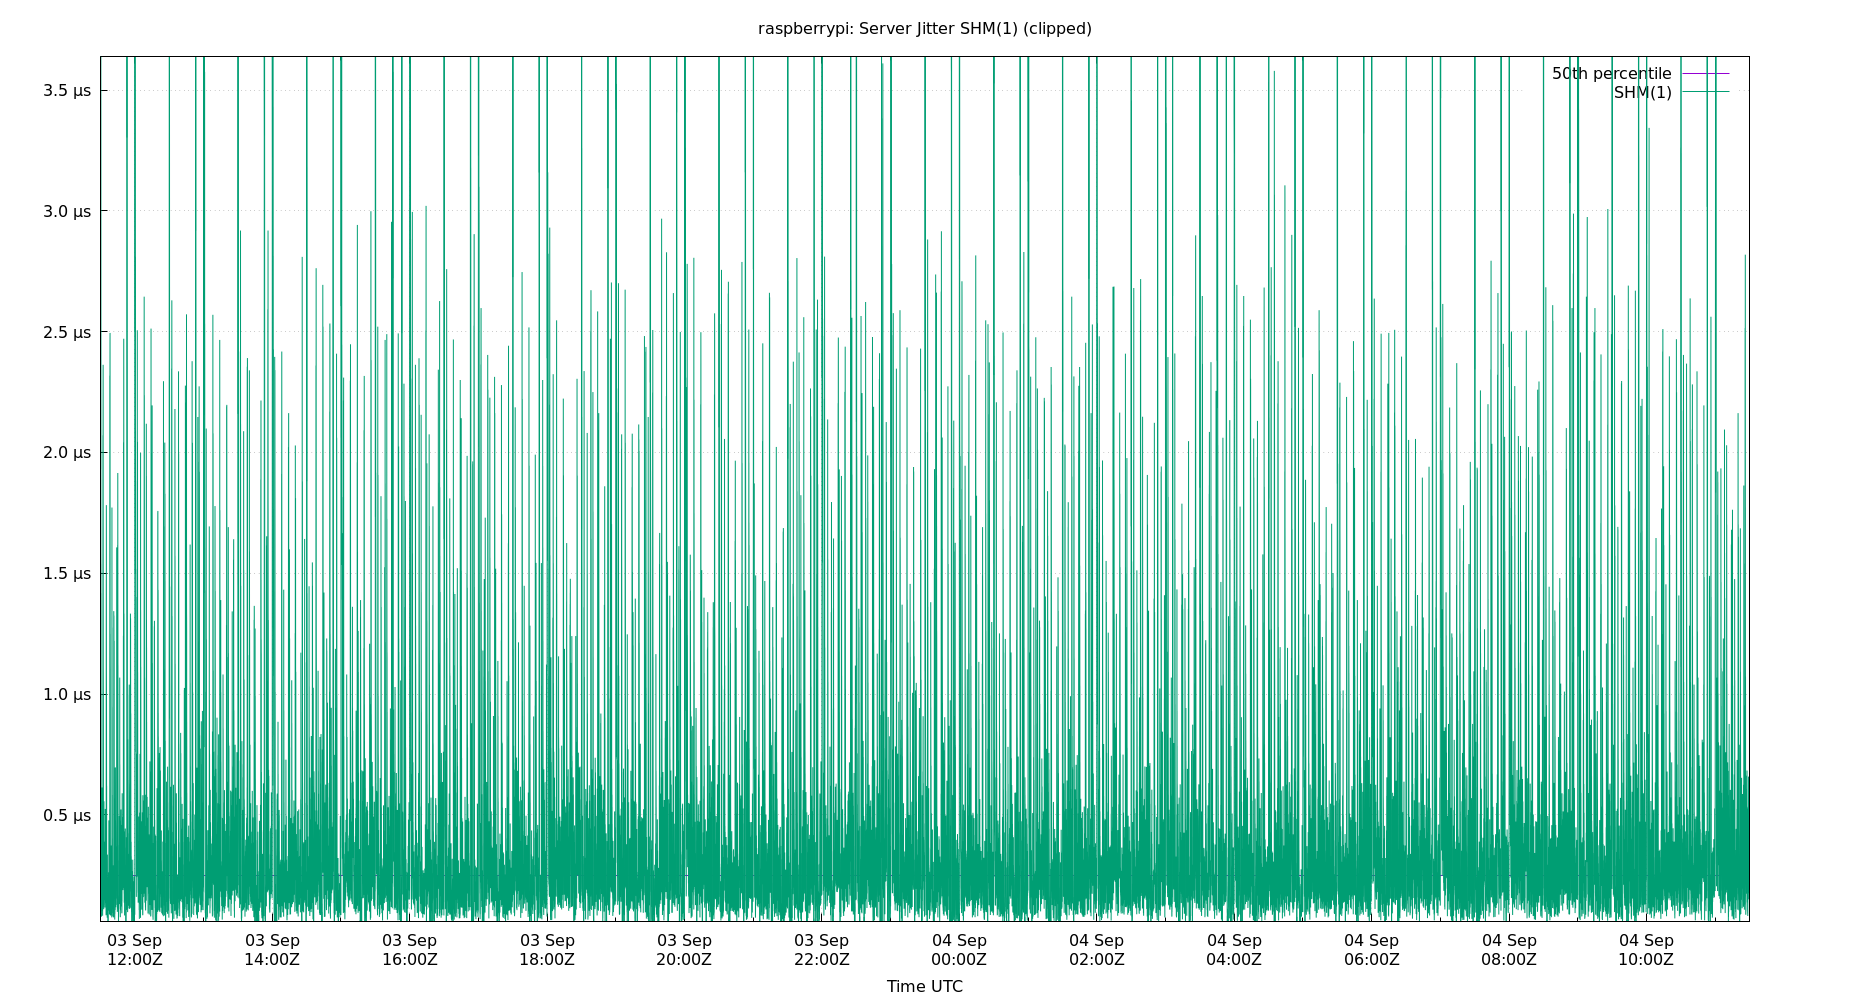 raspberrypi: Server Jitter SHM(1) (clipped)
50th percentile
SHM(1)
3.5 µs
3.0 µs
2.5 µs
2.0 µs
1.5 µs
1.0 µs
0.5 µs
03 Sep 03 Sep 03 Sep 03 Sep 03 Sep 03 Sep 04 Sep 04 Sep 04 Sep 04 Sep 04 Sep 04 Sep
12:00Z 14:00Z 16:00Z 18:00Z 20:00Z 22:00Z 00:00Z 02:00Z 04:00Z 06:00Z 08:00Z 10:00Z
Time UTC